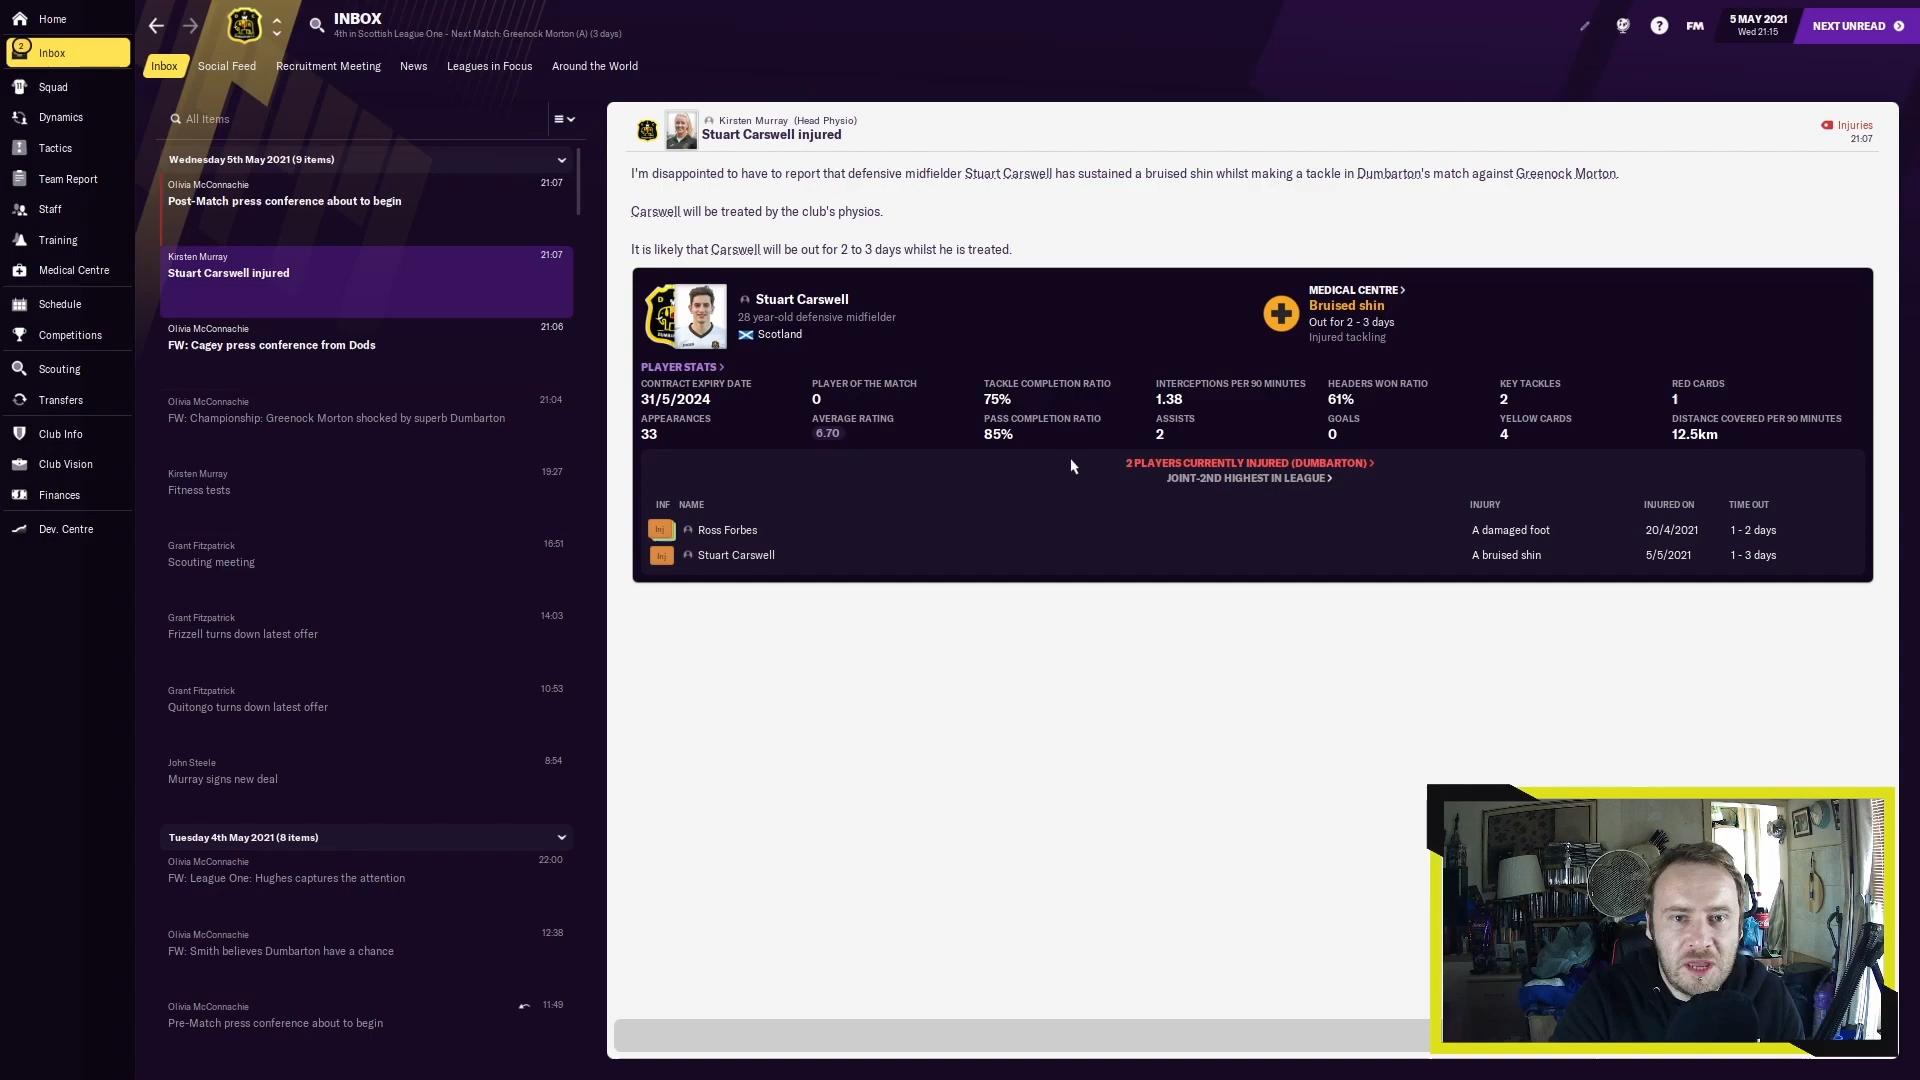 Home
2
Inbox
Squad
Dynamics
Tactics
Team Report
Staff
Training
Medical Centre
Schedule
Competitions
Scouting
Transfers
Club Info
Club Vision
Finances
Dev. Centre
INBOX
4th in Scottish League One - Next Match: Greenock Morton (A) (3 days)
FM
5 MAY 2021
Wed 21:15
NEXT UNREAD
Inbox
Social Feed
Recruitment Meeting
News
Leagues in Focus
Around the World
All Items
Wednesday 5th May 2021 (9 items)
Olivia McConnachie 21:07
Post-Match press conference about to begin
Kirsten Murray 21:07
Stuart Carswell injured
Olivia McConnachie 21:06
FW: Cagey press conference from Dods
Olivia McConnachie 21:04
FW: Championship: Greenock Morton shocked by superb Dumbarton
Kirsten Murray 19:27
Fitness tests
Grant Fitzpatrick 16:51
Scouting meeting
Grant Fitzpatrick 14:03
Frizzell turns down latest offer
Grant Fitzpatrick 10:53
Quitongo turns down latest offer
John Steele 8:54
Murray signs new deal
Tuesday 4th May 2021 (8 items)
Olivia McConnachie 22:00
FW: League One: Hughes captures the attention
Olivia McConnachie 12:38
FW: Smith believes Dumbarton have a chance
Olivia McConnachie 11:49
Pre-Match press conference about to begin
Kirsten Murray (Head Physio)
Stuart Carswell injured
Injuries
21:07
I'm disappointed to have to report that defensive midfielder Stuart Carswell has sustained a bruised shin whilst making a tackle in Dumbarton's match against Greenock Morton.
Carswell will be treated by the club's physios.
It is likely that Carswell will be out for 2 to 3 days whilst he is treated.
Stuart Carswell
28 year-old defensive midfielder
Scotland
MEDICAL CENTRE
Bruised shin
Out for 2 - 3 days
Injured tackling
PLAYER STATS
CONTRACT EXPIRY DATE PLAYER OF THE MATCH TACKLE COMPLETION RATIO INTERCEPTIONS PER 90 MINUTES HEADERS WON RATIO KEY TACKLES RED CARDS
31/5/2024 0 75% 1.38 61% 2 1
APPEARANCES AVERAGE RATING PASS COMPLETION RATIO ASSISTS GOALS YELLOW CARDS DISTANCE COVERED PER 90 MINUTES
33 6.70 85% 2 0 4 12.5km
2 PLAYERS CURRENTLY INJURED (DUMBARTON)
JOINT-2ND HIGHEST IN LEAGUE
INF NAME INJURY INJURED ON TIME OUT
Inj Ross Forbes A damaged foot 20/4/2021 1 - 2 days
Inj Stuart Carswell A bruised shin 5/5/2021 1 - 3 days